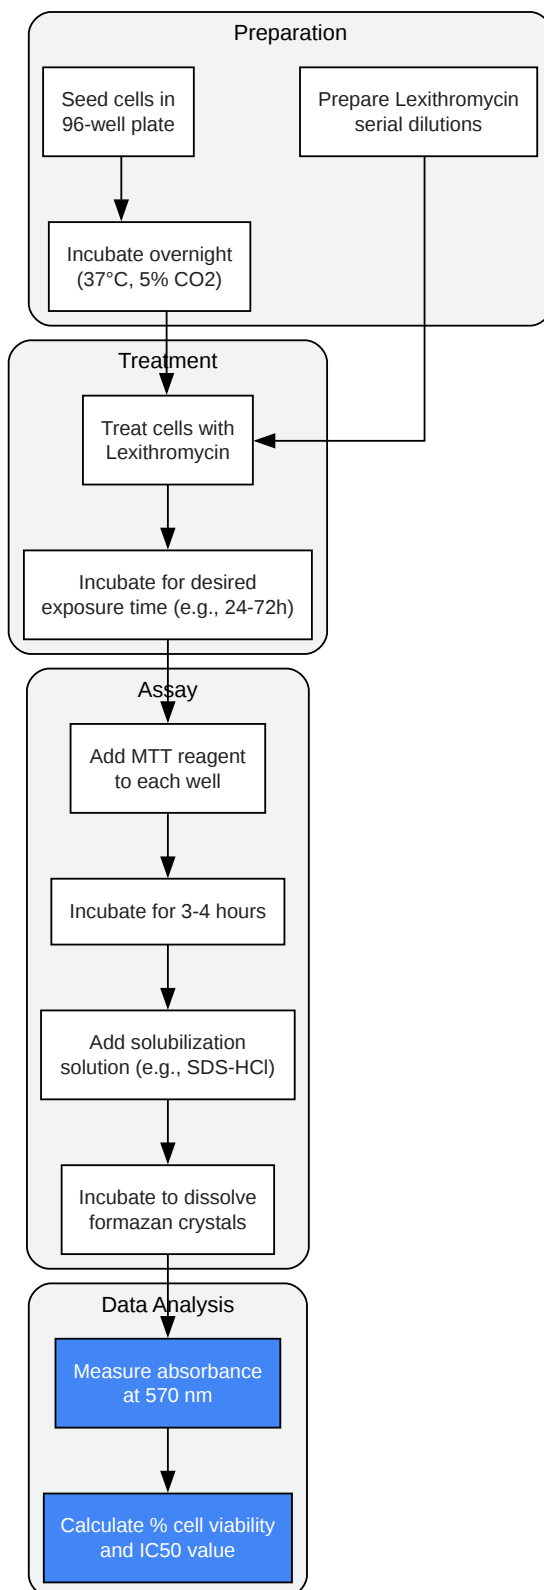 Preparation
Seed cells in
96-well plate
Prepare Lexithromycin
serial dilutions
Incubate overnight
(37°C, 5% CO2)
Treatment
Treat cells with
Lexithromycin
Incubate for desired
exposure time (e.g., 24-72h)
Assay
Add MTT reagent
to each well
Incubate for 3-4 hours
Add solubilization
solution (e.g., SDS-HCl)
Incubate to dissolve
formazan crystals
Data Analysis
Measure absorbance
at 570 nm
Calculate % cell viability
and IC50 value